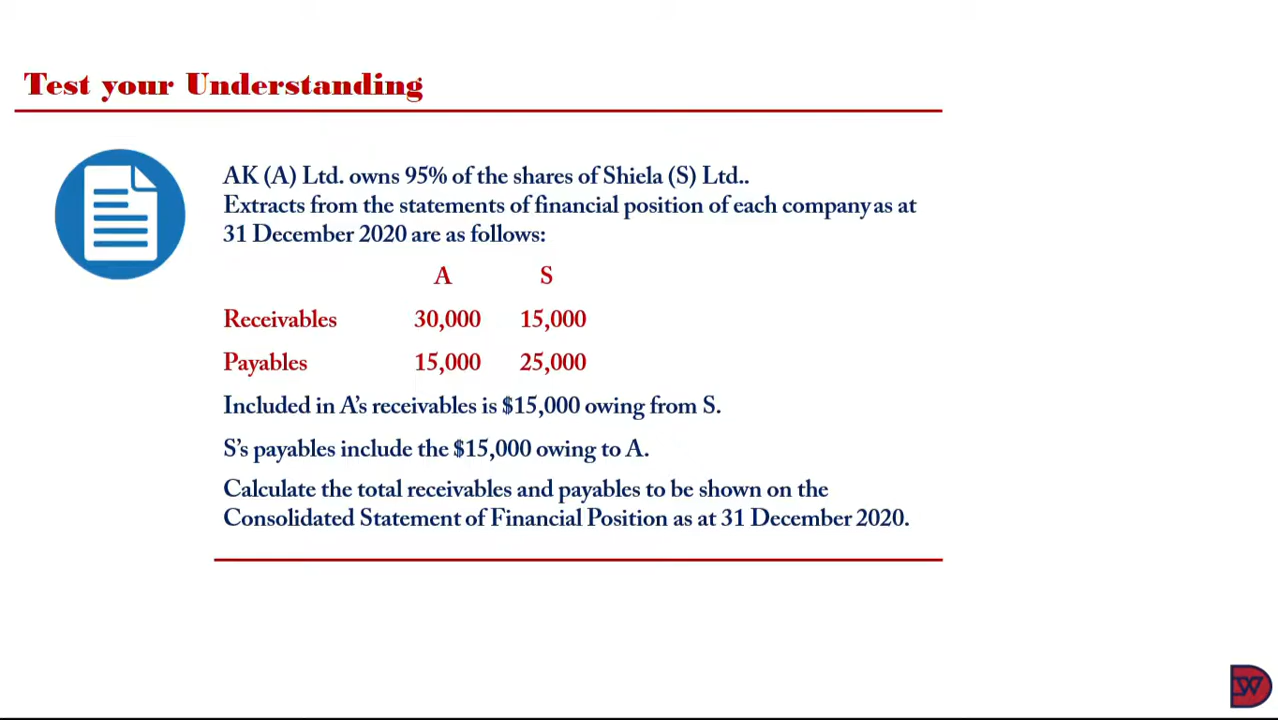 Test your Understanding
AK (A) Ltd. owns 95% of the shares of Shiela (S) Ltd..
Extracts from the statements of financial position of each company as at
31 December 2020 are as follows:
A S
Receivables 30,000 15,000
Payables 15,000 25,000
Included in A's receivables is $15,000 owing from S.
S's payables include the $15,000 owing to A.
Calculate the total receivables and payables to be shown on the
Consolidated Statement of Financial Position as at 31 December 2020.
DW